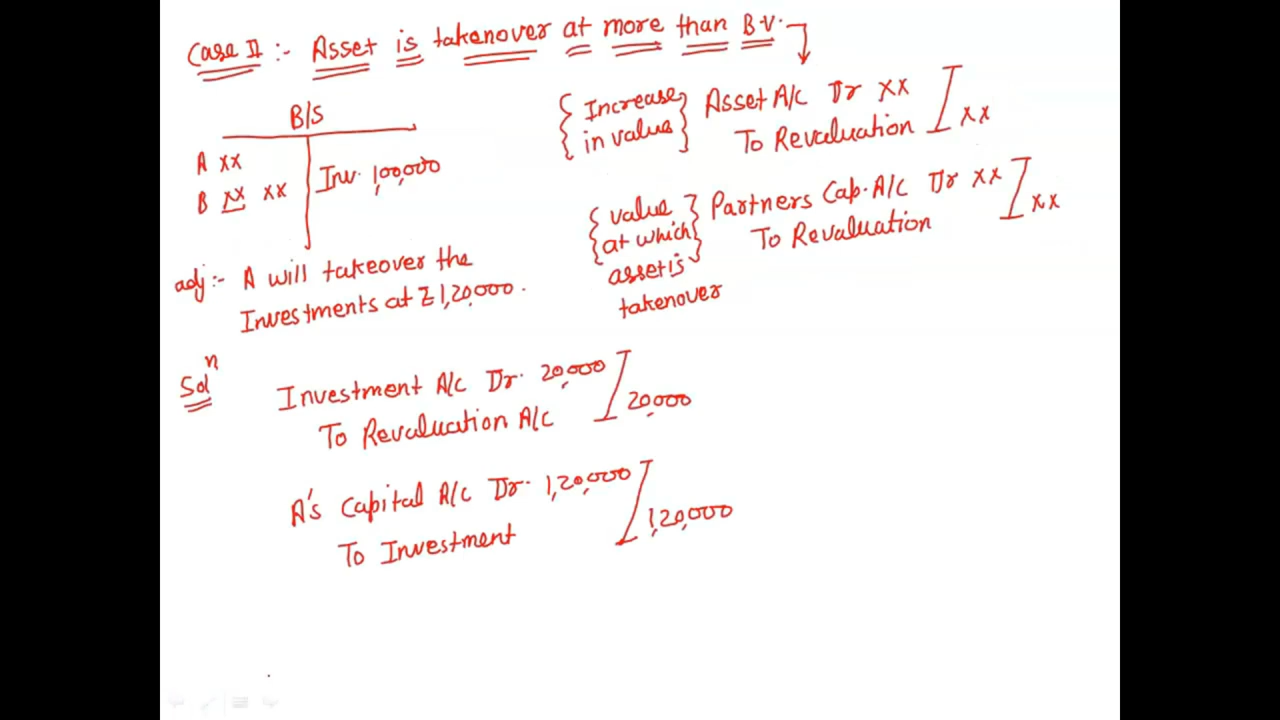 Case II :- Asset is takenover at more than B.V.
B/S
A xx
B xx xx
Inv. 1,00,000
adj :- A will takeover the
Investments at ₹1,20,000.
{ Increase } Asset A/c Dr xx
{ in value } To Revaluation xx
{ value } Partners Cap. A/c Dr xx
{ at which } To Revaluation xx
asset is
takenover
Solⁿ
Investment A/c Dr. 20,000
To Revaluation A/c 20,000
A's Capital A/c Dr. 1,20,000
To Investment 1,20,000